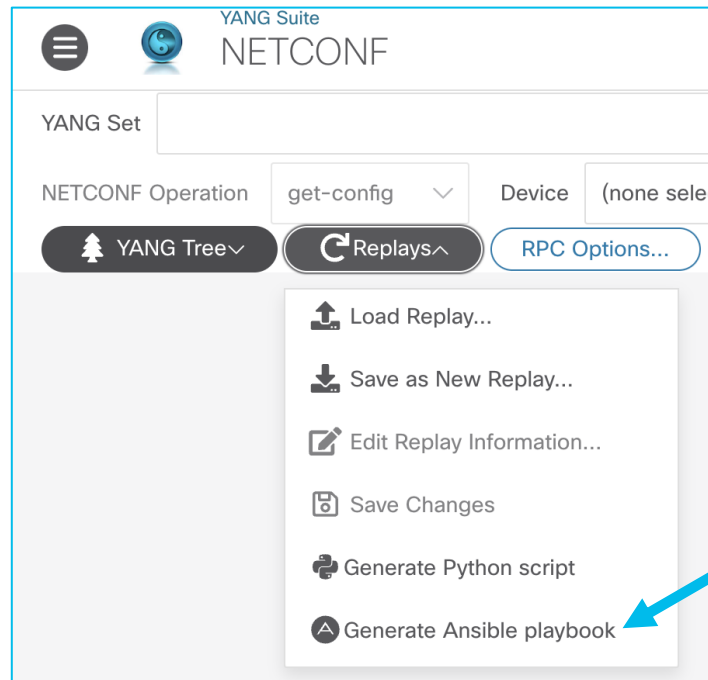 YANG Suite
NETCONF
YANG Set
NETCONF Operation get-config Device (none sele
YANG Tree Replays RPC Options...
Load Replay...
Save as New Replay...
Edit Replay Information...
Save Changes
Generate Python script
Generate Ansible playbook